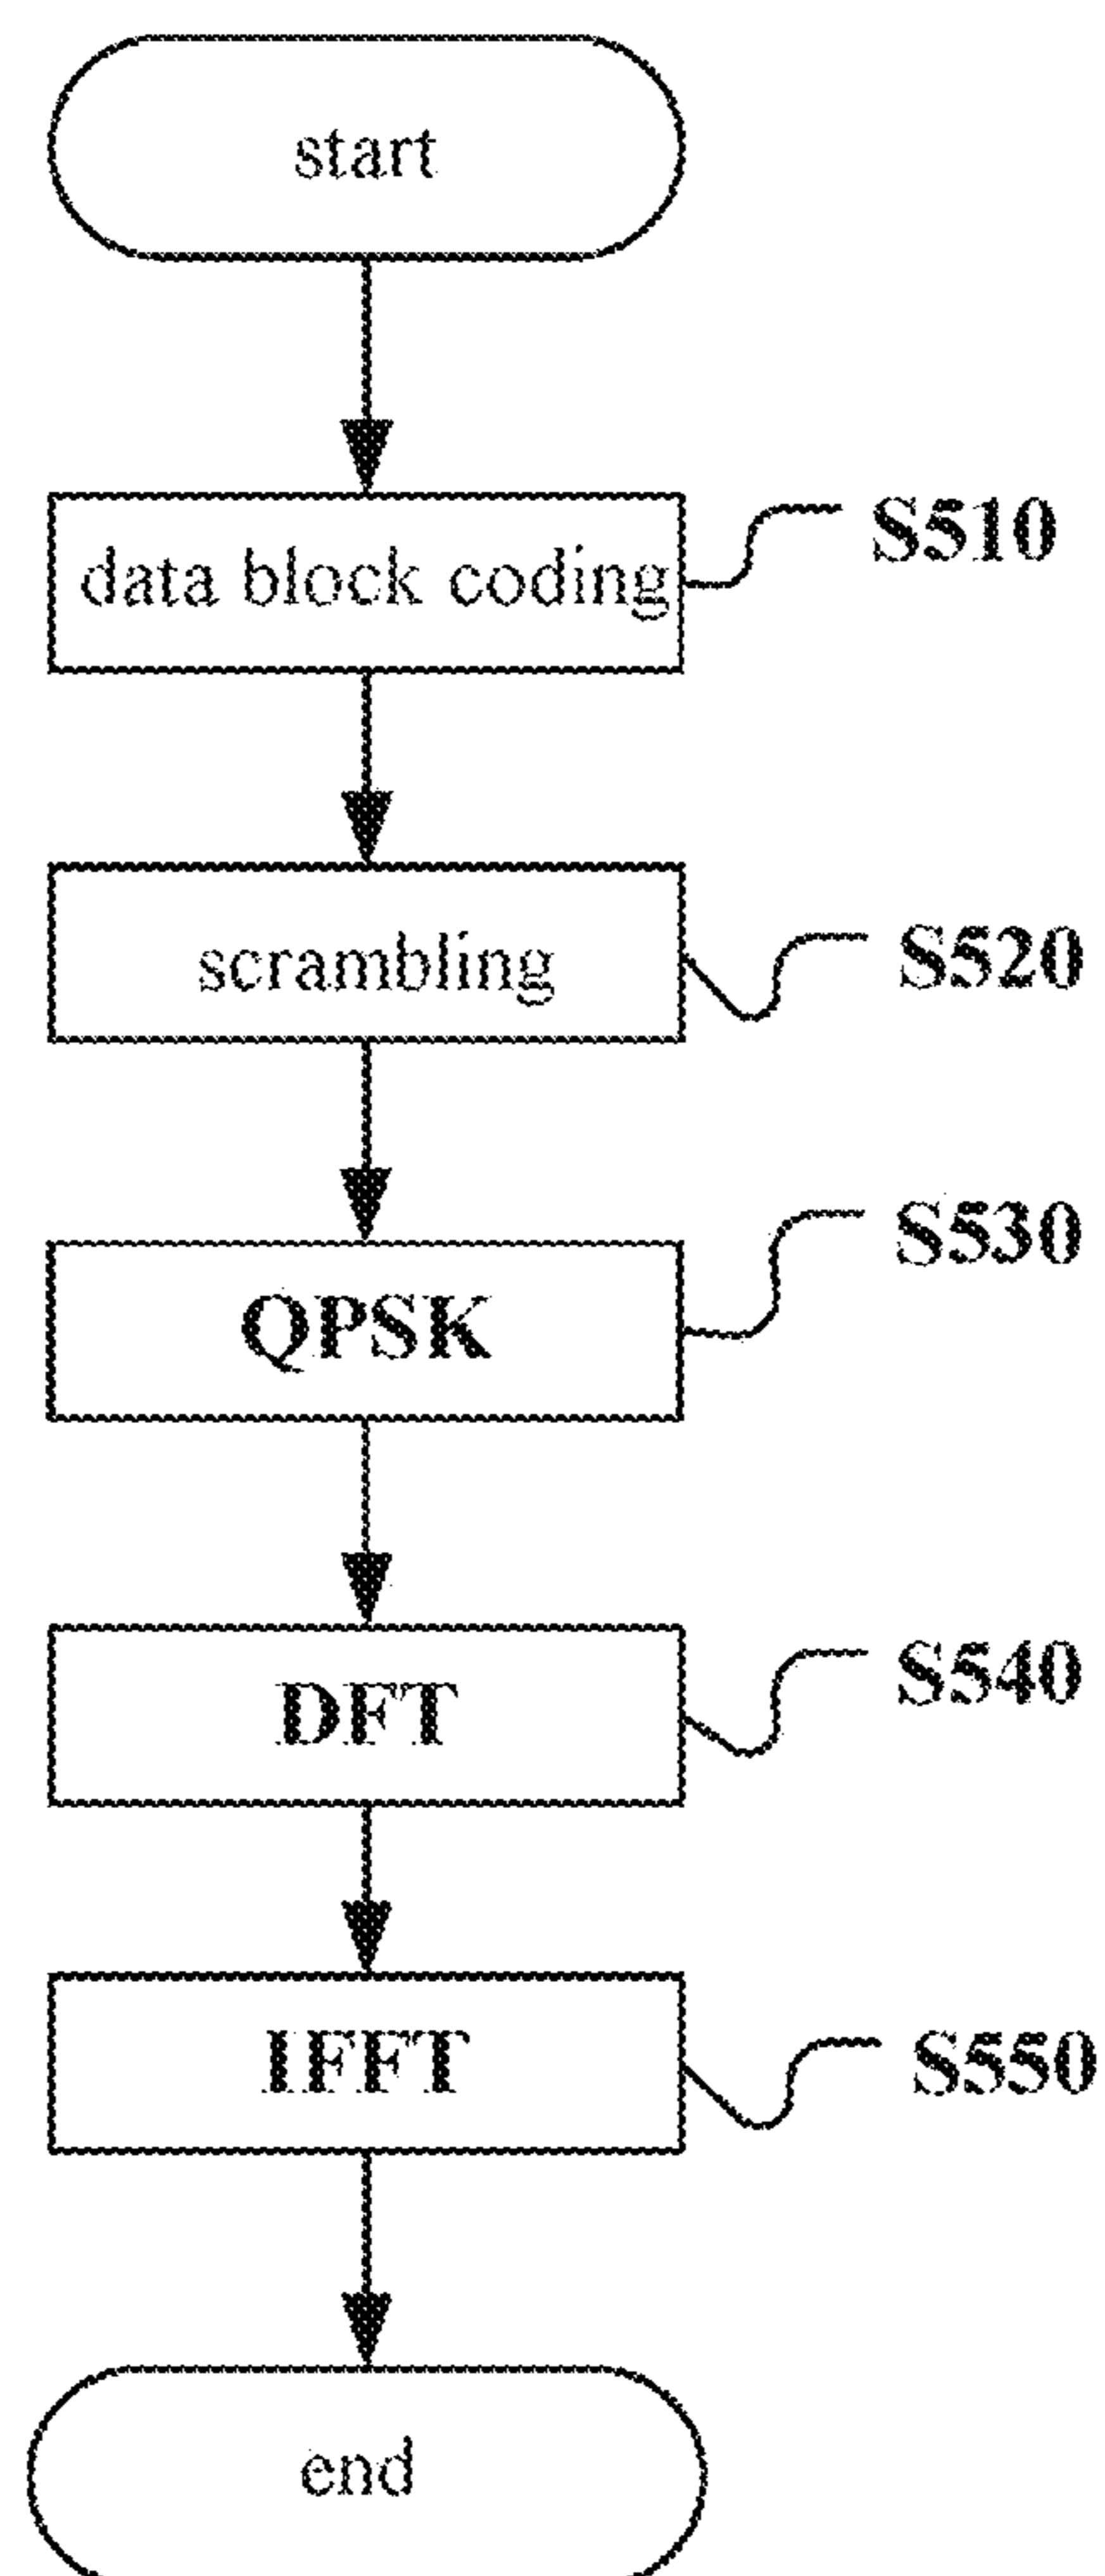 start
data block coding
S510
scrambling
S520
QPSK
S530
DFT
S540
IFFT
S550
end